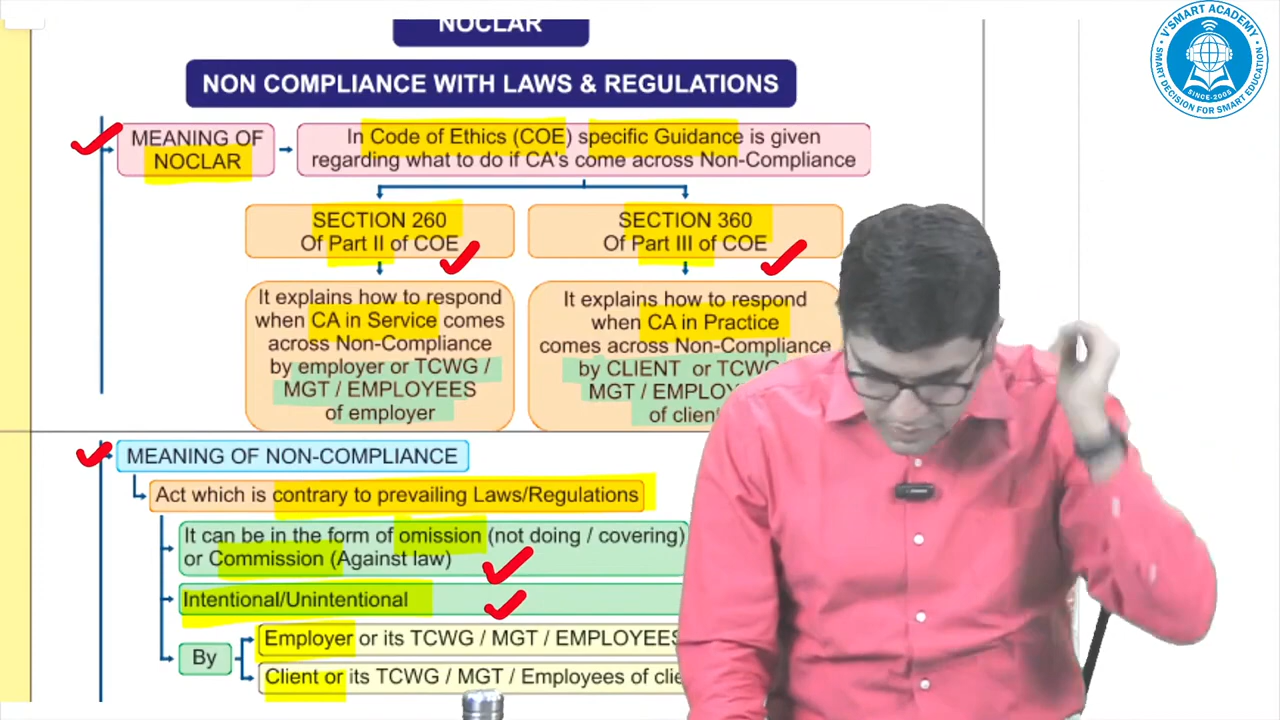 NOCLAR
NON COMPLIANCE WITH LAWS & REGULATIONS
MEANING OF
NOCLAR
In Code of Ethics (COE) specific Guidance is given
regarding what to do if CA's come across Non-Compliance
SECTION 260
Of Part II of COE
It explains how to respond
when CA in Service comes
across Non-Compliance
by employer or TCWG /
MGT / EMPLOYEES
of employer
SECTION 360
Of Part III of COE
It explains how to respond
when CA in Practice
comes across Non-Compliance
by CLIENT or TCWG
MGT / EMPLOY
of client
MEANING OF NON-COMPLIANCE
Act which is contrary to prevailing Laws/Regulations
It can be in the form of omission (not doing / covering)
or Commission (Against law)
Intentional/Unintentional
By
Employer or its TCWG / MGT / EMPLOYEES
Client or its TCWG / MGT / Employees of clie
V'SMART ACADEMY
SINCE-2005
SMART DECISION FOR SMART EDUCATION